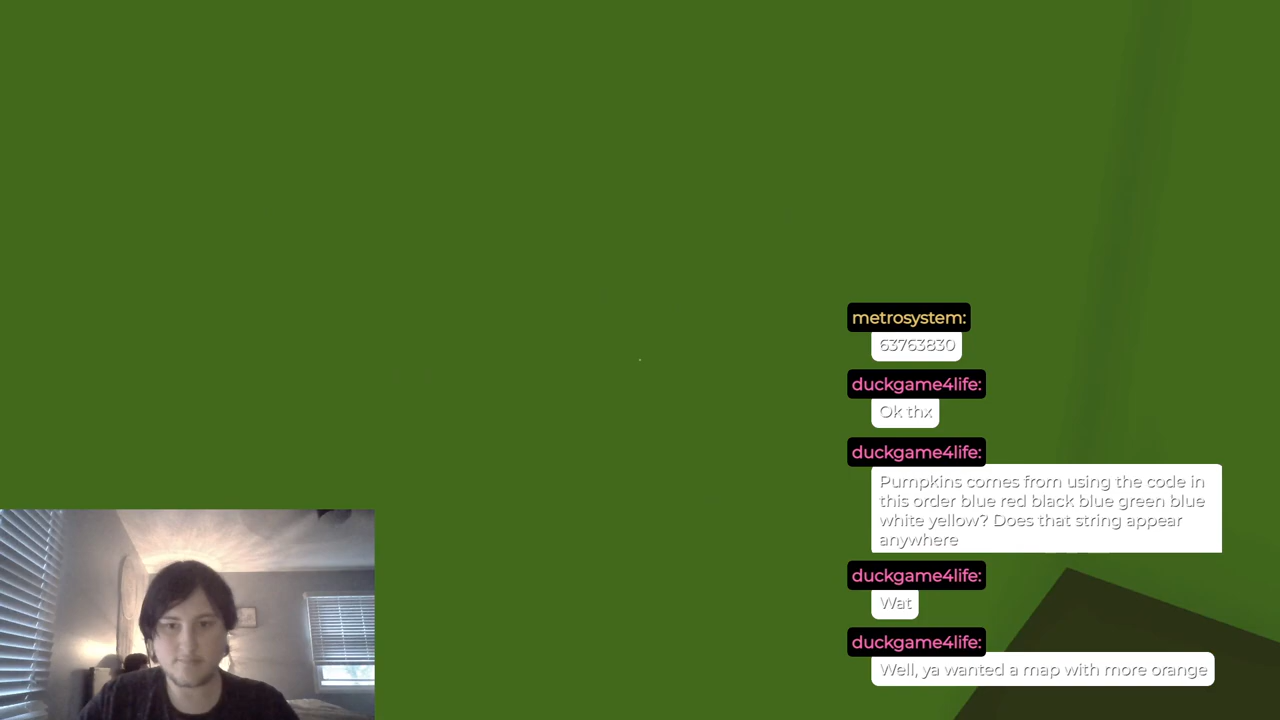 metrosystem:
63763830
duckgame4life:
Ok thx
duckgame4life:
Pumpkins comes from using the code in
this order blue red black blue green blue
white yellow? Does that string appear
anywhere
duckgame4life:
Wat
duckgame4life:
Well, ya wanted a map with more orange